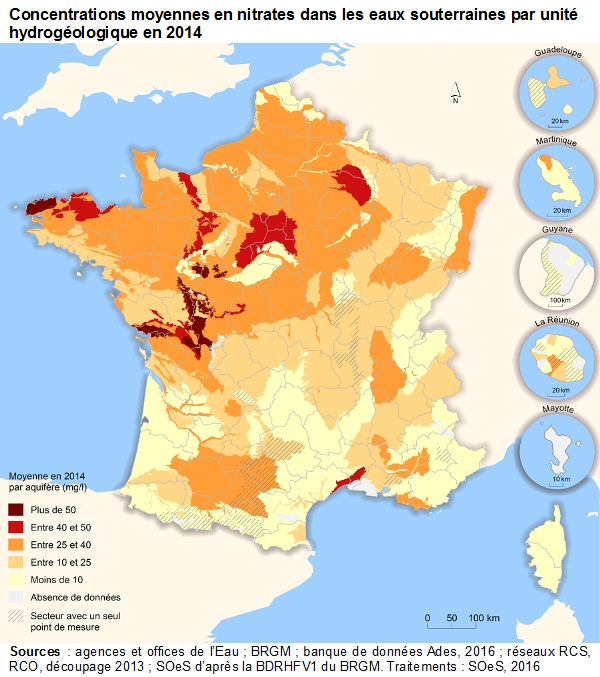 Concentrations moyennes en nitrates dans les eaux souterraines par unité
hydrogéologique en 2014
Guadeloupe
20 km
Martinique
20 km
Guyane
100 km
La Réunion
20 km
Mayotte
10 km
N
Moyenne en 2014
par aquifère (mg/l)
Plus de 50
Entre 40 et 50
Entre 25 et 40
Entre 10 et 25
Moins de 10
Absence de données
Secteur avec un seul
point de mesure
0 50 100 km
Sources : agences et offices de l'Eau ; BRGM ; banque de données Ades, 2016 ; réseaux RCS,
RCO, découpage 2013 ; SOeS d'après la BDRHFV1 du BRGM. Traitements : SOeS, 2016